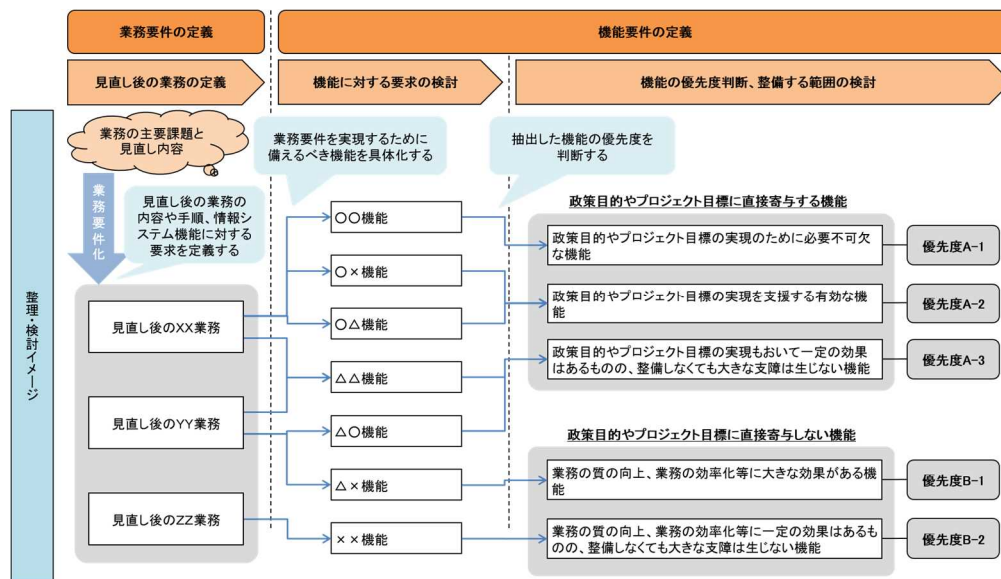 業務要件の定義
機能要件の定義
見直し後の業務の定義
機能に対する要求の検討
機能の優先度判断、整備する範囲の検討
整理・検討イメージ
業務の主要課題と
見直し内容
業務要件化
見直し後の業務の
内容や手順、情報シ
ステム機能に対する
要求を定義する
業務要件を実現するために
備えるべき機能を具体化する
抽出した機能の優先度を
判断する
見直し後のXX業務
見直し後のYY業務
見直し後のZZ業務
〇〇機能
〇×機能
〇△機能
△△機能
△〇機能
△×機能
××機能
政策目的やプロジェクト目標に直接寄与する機能
政策目的やプロジェクト目標の実現のために必要不可欠
な機能
優先度A-1
政策目的やプロジェクト目標の実現を支援する有効な機
能
優先度A-2
政策目的やプロジェクト目標の実現もおいて一定の効果
はあるものの、整備しなくても大きな支障は生じない機能
優先度A-3
政策目的やプロジェクト目標に直接寄与しない機能
業務の質の向上、業務の効率化等に大きな効果がある機
能
優先度B-1
業務の質の向上、業務の効率化等に一定の効果はあるも
のの、整備しなくても大きな支障は生じない機能
優先度B-2